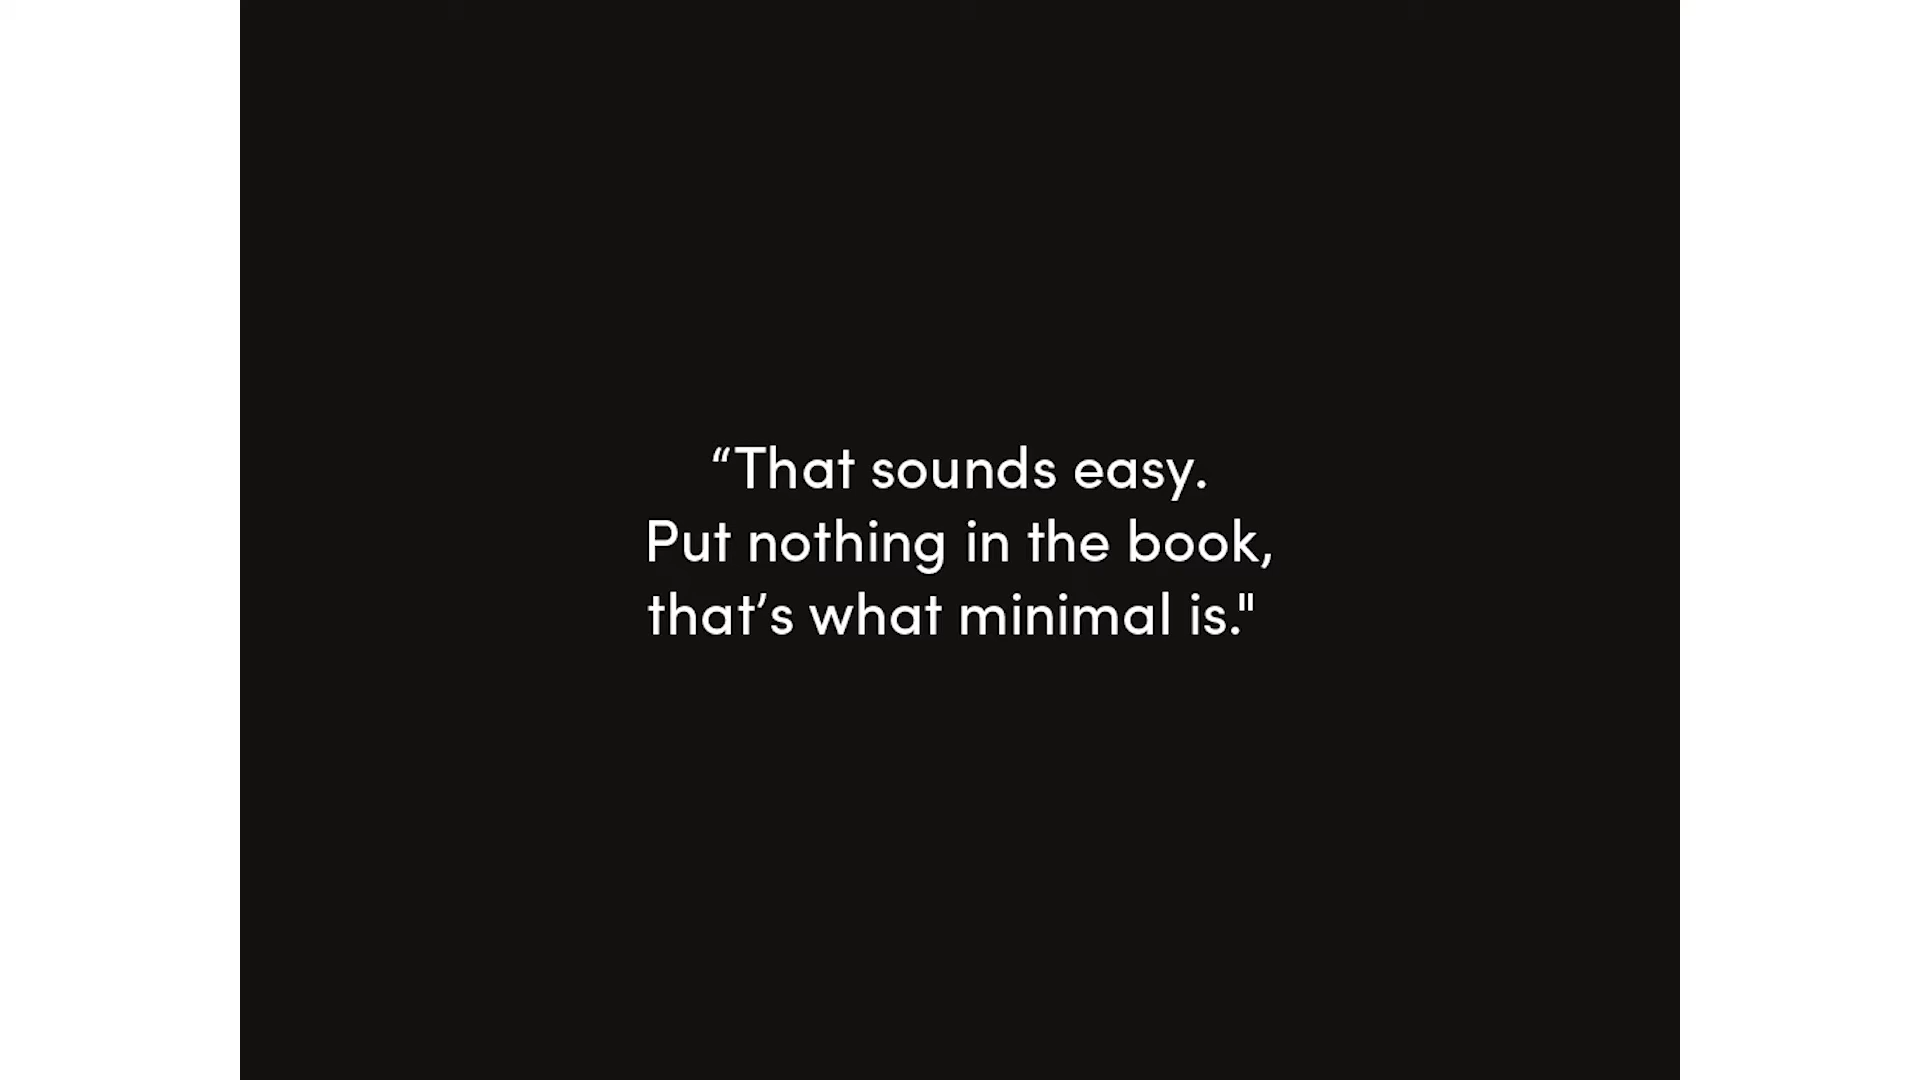 “That sounds easy.
Put nothing in the book,
that’s what minimal is."